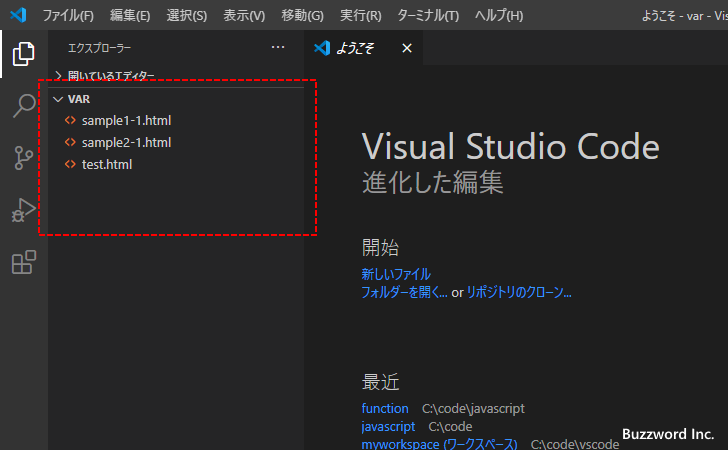 ファイル(F) 編集(E) 選択(S) 表示(V) 移動(G) 実行(R) ターミナル(T) ヘルプ(H) ようこそ - var - Vis
エクスプローラー ···
ようこそ ×
開いているエディター
VAR
<> sample1-1.html
<> sample2-1.html
<> test.html
Visual Studio Code
進化した編集
開始
新しいファイル
フォルダーを開く... or リポジトリのクローン...
最近
function C:\code\javascript
javascript C:\code
myworkspace (ワークスペース) C:\code\vscode
Buzzword Inc.